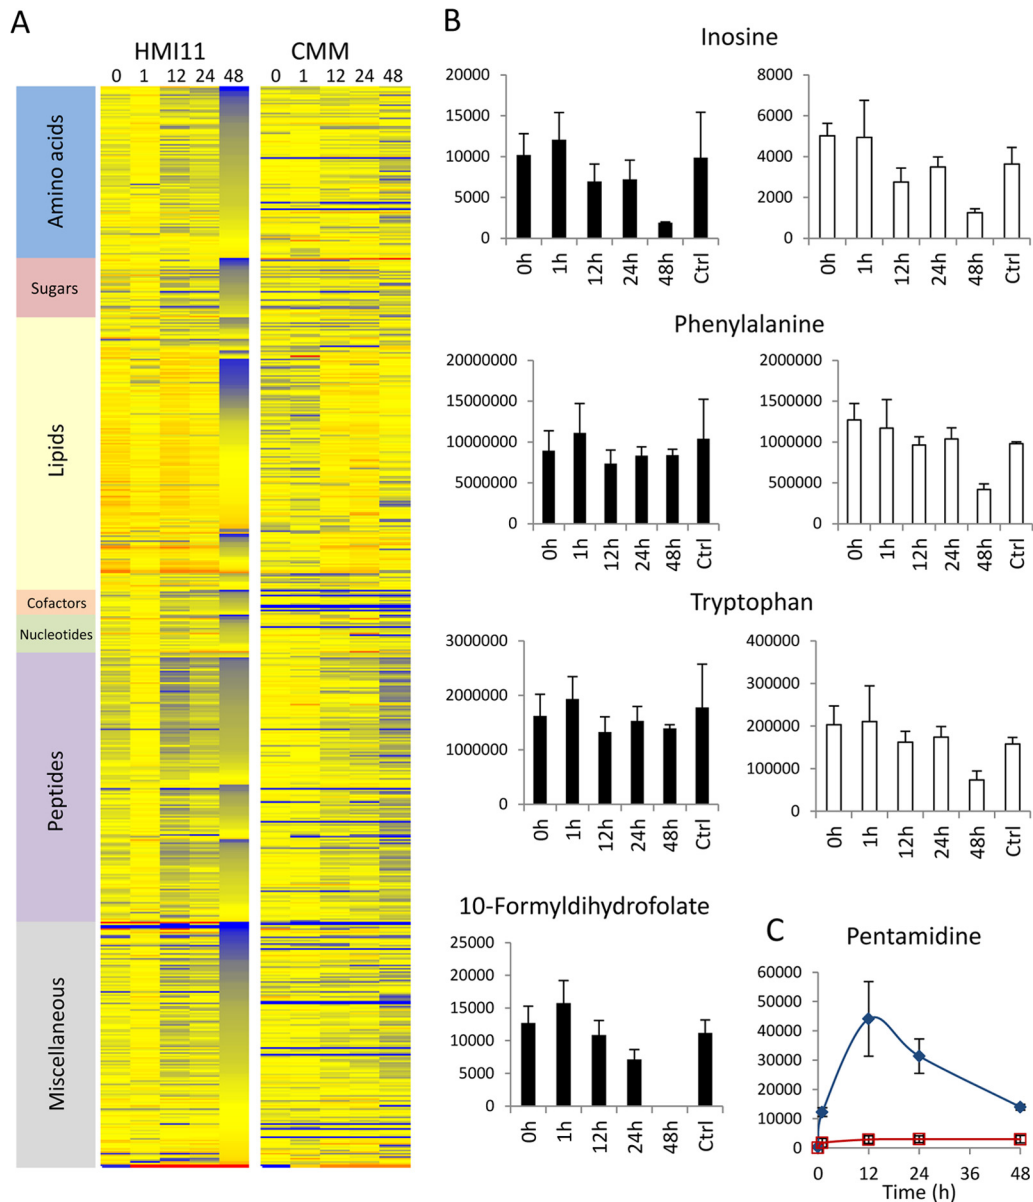 A
HMI11 CMM
0 1 12 24 48 0 1 12 24 48
Amino acids
Sugars
Lipids
Cofactors
Nucleotides
Peptides
Miscellaneous
B
Inosine
20000
15000
10000
5000
0
0h 1h 12h 24h 48h Ctrl
8000
6000
4000
2000
0
0h 1h 12h 24h 48h Ctrl
Phenylalanine
20000000
15000000
10000000
5000000
0
0h 1h 12h 24h 48h Ctrl
2000000
1500000
1000000
500000
0
0h 1h 12h 24h 48h Ctrl
Tryptophan
3000000
2000000
1000000
0
0h 1h 12h 24h 48h Ctrl
400000
300000
200000
100000
0
0h 1h 12h 24h 48h Ctrl
10-Formyldihydrofolate
25000
20000
15000
10000
5000
0
0h 1h 12h 24h 48h Ctrl
C
Pentamidine
60000
50000
40000
30000
20000
10000
0
0 12 24 36 48
Time (h)